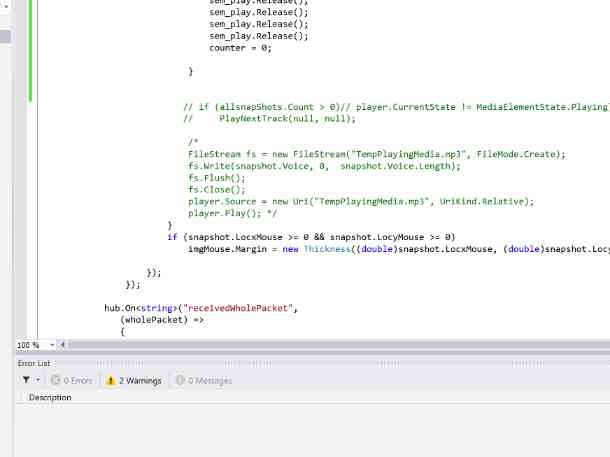 sem_play.Release();
sem_play.Release();
sem_play.Release();
sem_play.Release();
counter = 0;
}
// if (allsnapShots.Count > 0)// player.CurrentState != MediaElementState.Playing)
// PlayNextTrack(null, null);
/*
FileStream fs = new FileStream("TempPlayingMedia.mp3", FileMode.Create);
fs.Write(snapshot.Voice, 0, snapshot.Voice.Length);
fs.Flush();
fs.Close();
player.Source = new Uri("TempPlayingMedia.mp3", UriKind.Relative);
player.Play(); */
}
if (snapshot.LocxMouse >= 0 && snapshot.LocyMouse >= 0)
imgMouse.Margin = new Thickness((double)snapshot.LocxMouse, (double)snapshot.Locy
});
});
hub.On<string>("receivedWholePacket",
(wholePacket) =>
{
100 %
Error List
0 Errors 2 Warnings 0 Messages
Description